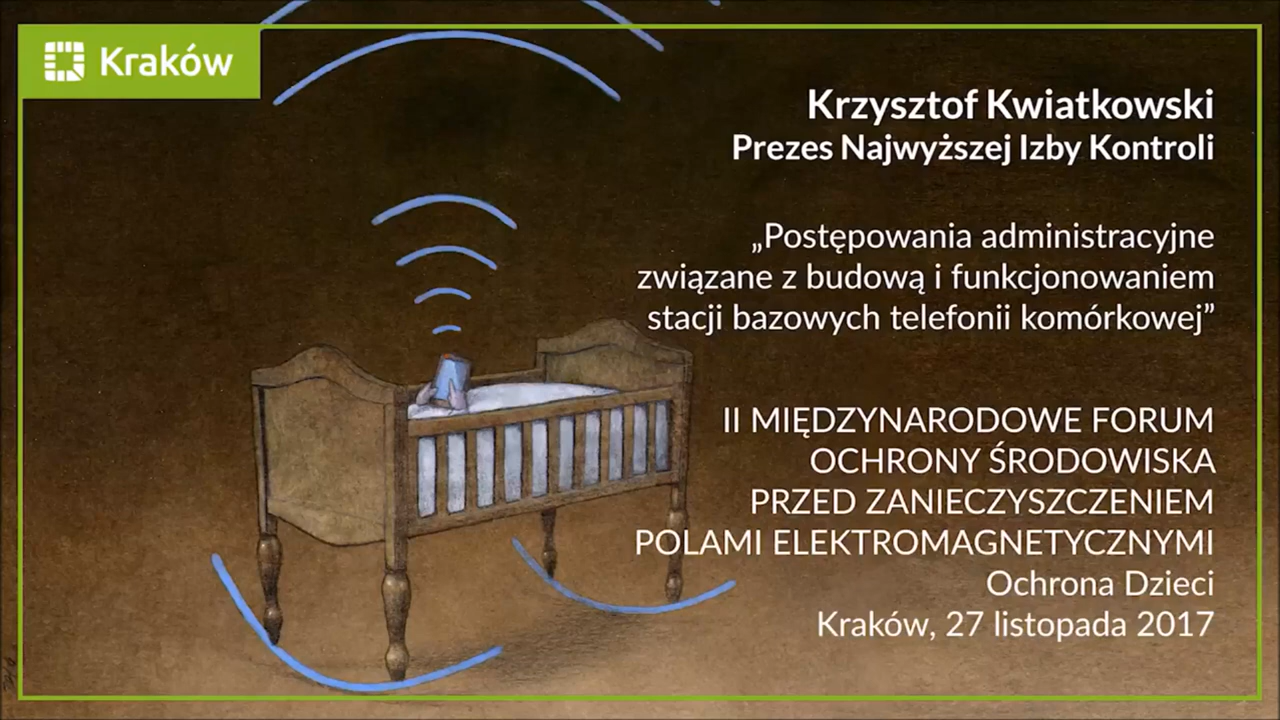 Kraków
Krzysztof Kwiatkowski
Prezes Najwyższej Izby Kontroli
„Postępowania administracyjne
związane z budową i funkcjonowaniem
stacji bazowych telefonii komórkowej”
II MIĘDZYNARODOWE FORUM
OCHRONY ŚRODOWISKA
PRZED ZANIECZYSZCZENIEM
POLAMI ELEKTROMAGNETYCZNYMI
Ochrona Dzieci
Kraków, 27 listopada 2017